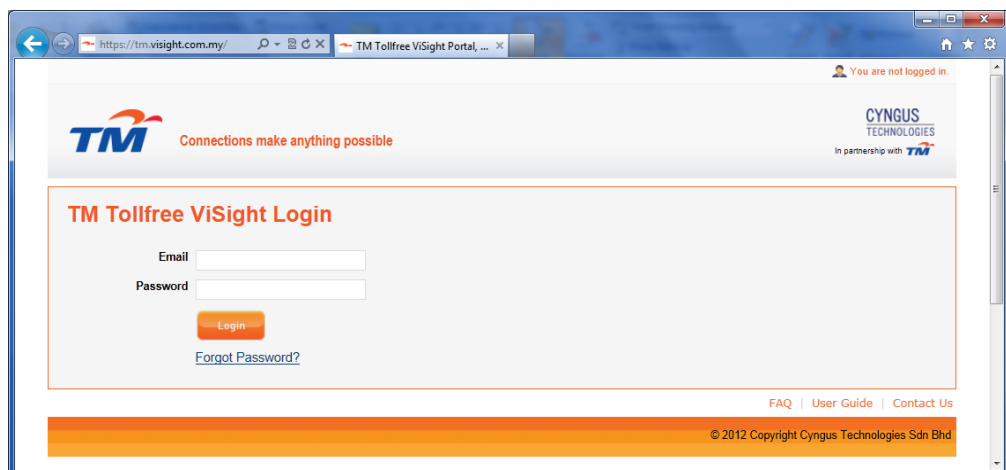 https://tm.visight.com.my/
TM Tollfree ViSight Portal, ...
You are not logged in.
TM
Connections make anything possible
CYNGUS
TECHNOLOGIES
In partnership with TM
TM Tollfree ViSight Login
Email
Password
Login
Forgot Password?
FAQ | User Guide | Contact Us
© 2012 Copyright Cyngus Technologies Sdn Bhd